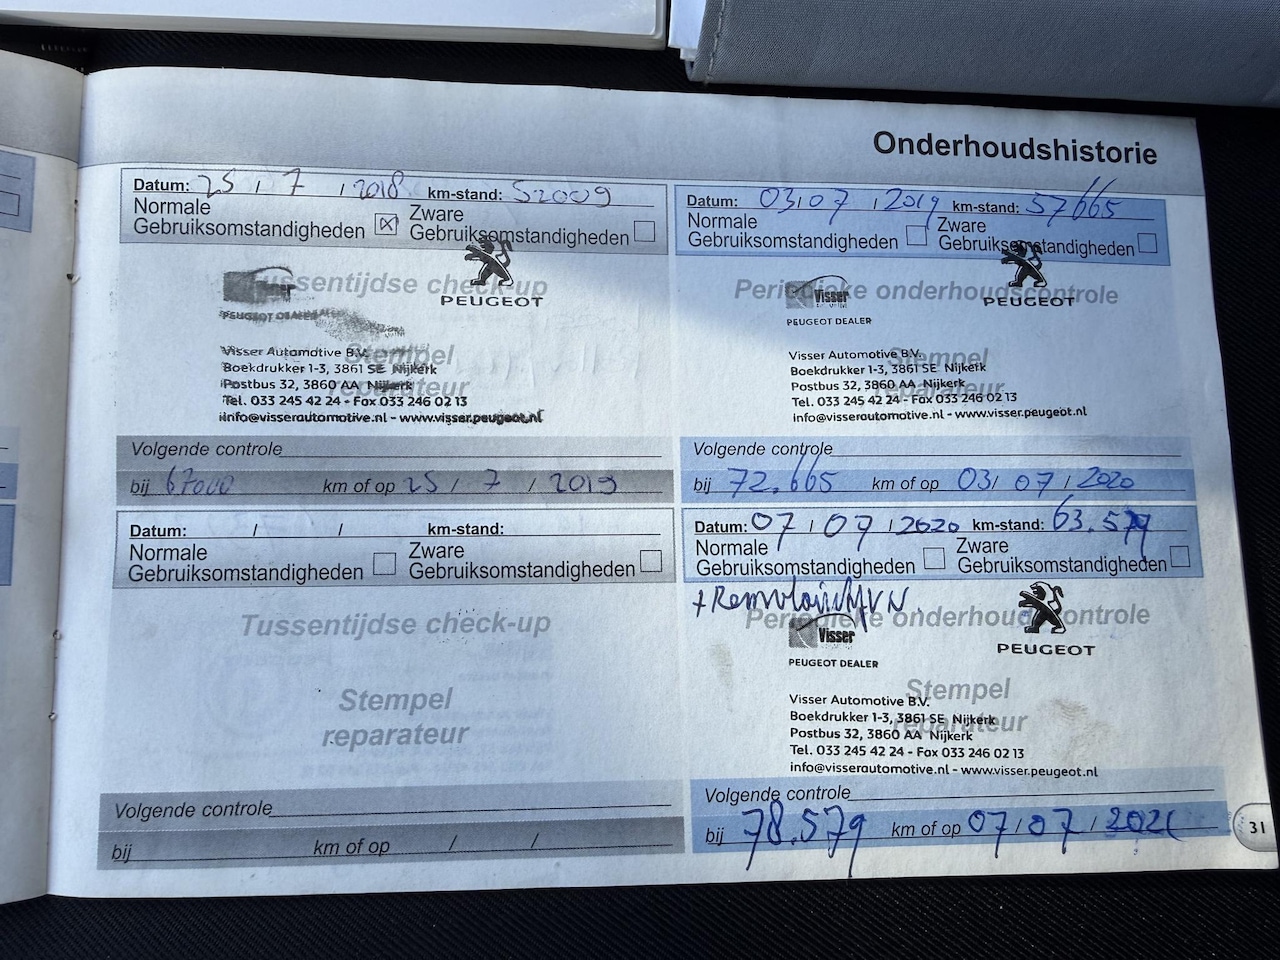 Onderhoudshistorie
Datum: 25 / 7 / 2018 km-stand: 52009
Normale
Gebruiksomstandigheden
Zware
Gebruiksomstandigheden
Tussentijdse check-up
PEUGEOT
PEUGEOT DEALER
Stempel
reparateur
Visser Automotive B.V.
Boekdrukker 1-3, 3861 SE Nijkerk
Postbus 32, 3860 AA Nijkerk
Tel. 033 245 42 24 - Fax 033 246 02 13
info@visserautomotive.nl - www.visser.peugeot.nl
Volgende controle
bij 67000 km of op 25 / 7 / 2019
Datum: 03 / 07 / 2019 km-stand: 57665
Normale
Gebruiksomstandigheden
Zware
Gebruiksomstandigheden
Periodieke onderhoudscontrole
Visser
PEUGEOT
PEUGEOT DEALER
Stempel
reparateur
Visser Automotive B.V.
Boekdrukker 1-3, 3861 SE Nijkerk
Postbus 32, 3860 AA Nijkerk
Tel. 033 245 42 24 - Fax 033 246 02 13
info@visserautomotive.nl - www.visser.peugeot.nl
Volgende controle
bij 72.665 km of op 03 / 07 / 2020
Datum: / / km-stand:
Normale
Gebruiksomstandigheden
Zware
Gebruiksomstandigheden
Tussentijdse check-up
Stempel
reparateur
Volgende controle
bij km of op / /
Datum: 07 / 07 / 2020 km-stand: 63.579
Normale
Gebruiksomstandigheden
Zware
Gebruiksomstandigheden
Periodieke onderhoudscontrole
Visser
PEUGEOT
PEUGEOT DEALER
Stempel
reparateur
Visser Automotive B.V.
Boekdrukker 1-3, 3861 SE Nijkerk
Postbus 32, 3860 AA Nijkerk
Tel. 033 245 42 24 - Fax 033 246 02 13
info@visserautomotive.nl - www.visser.peugeot.nl
Volgende controle
bij 78.579 km of op 07 / 07 / 2021
31